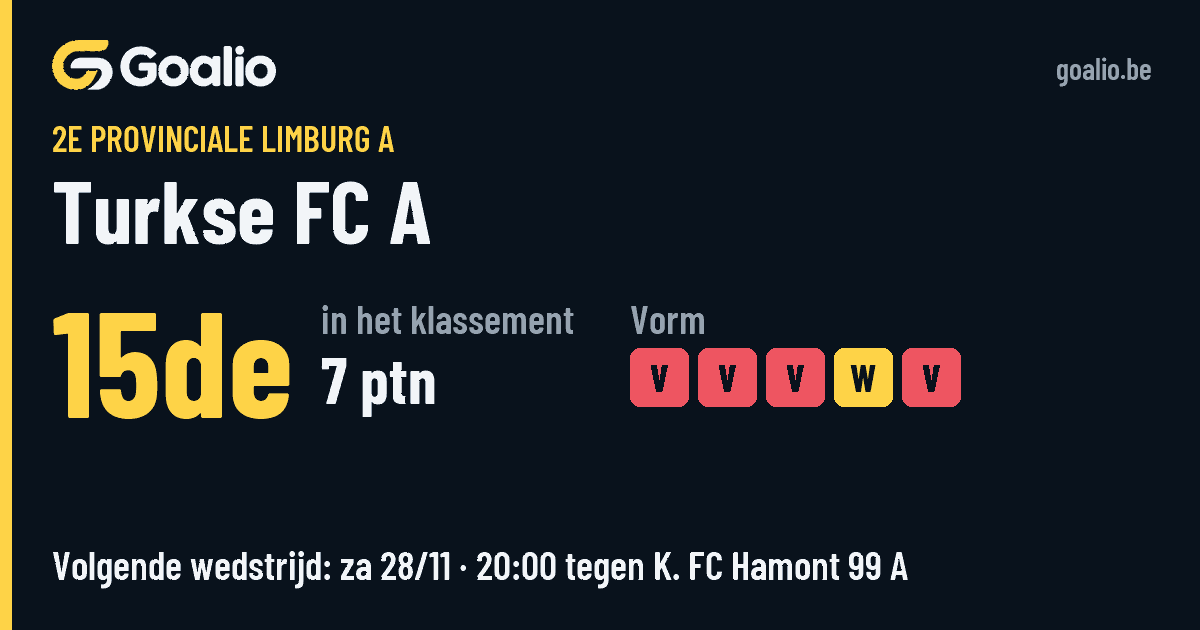 Goalio
goalio.be
2E PROVINCIALE LIMBURG A
Turkse FC A
15de
in het klassement
7 ptn
Vorm
V V V W V
Volgende wedstrijd: za 28/11 · 20:00 tegen K. FC Hamont 99 A